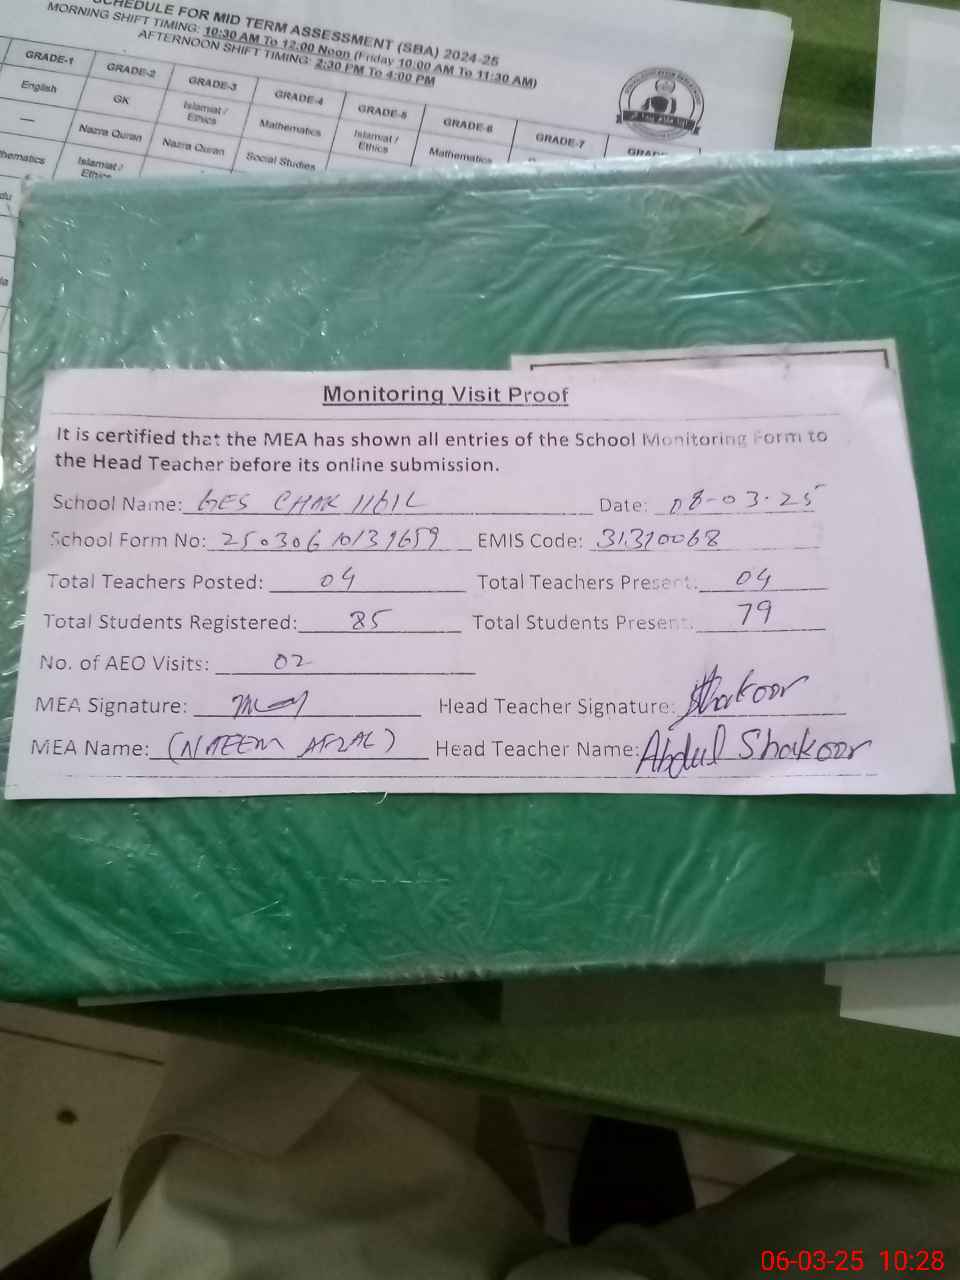 SCHEDULE FOR MID TERM ASSESSMENT (SBA) 2024-25
MORNING SHIFT TIMING: 10:30 AM To 12.00 Noon (Friday 10:00 AM To 11:30 AM)
AFTERNOON SHIFT TIMING: 2:30 PM To 4:00 PM
GRADE-1 GRADE-2 GRADE-3 GRADE-4 GRADE-5 GRADE-6 GRADE-7
English GK Islamiat / Ethics Mathematics Islamiat / Ethics Mathematics
— Nazra Quran Nazra Quran Social Studies
Islamiat / Ethics
Monitoring Visit Proof
It is certified that the MEA has shown all entries of the School Monitoring Form to
the Head Teacher before its online submission.
School Name: GES CHAK 116IL Date: 08-03-25
School Form No: EMIS Code: 31310068
Total Teachers Posted: 04 Total Teachers Present: 04
Total Students Registered: 85 Total Students Present: 79
No. of AEO Visits: 02
MEA Signature: Head Teacher Signature: Shakoor
MEA Name: (NAEEM AFZAL) Head Teacher Name: Abdul Shakoor
06-03-25 10:28